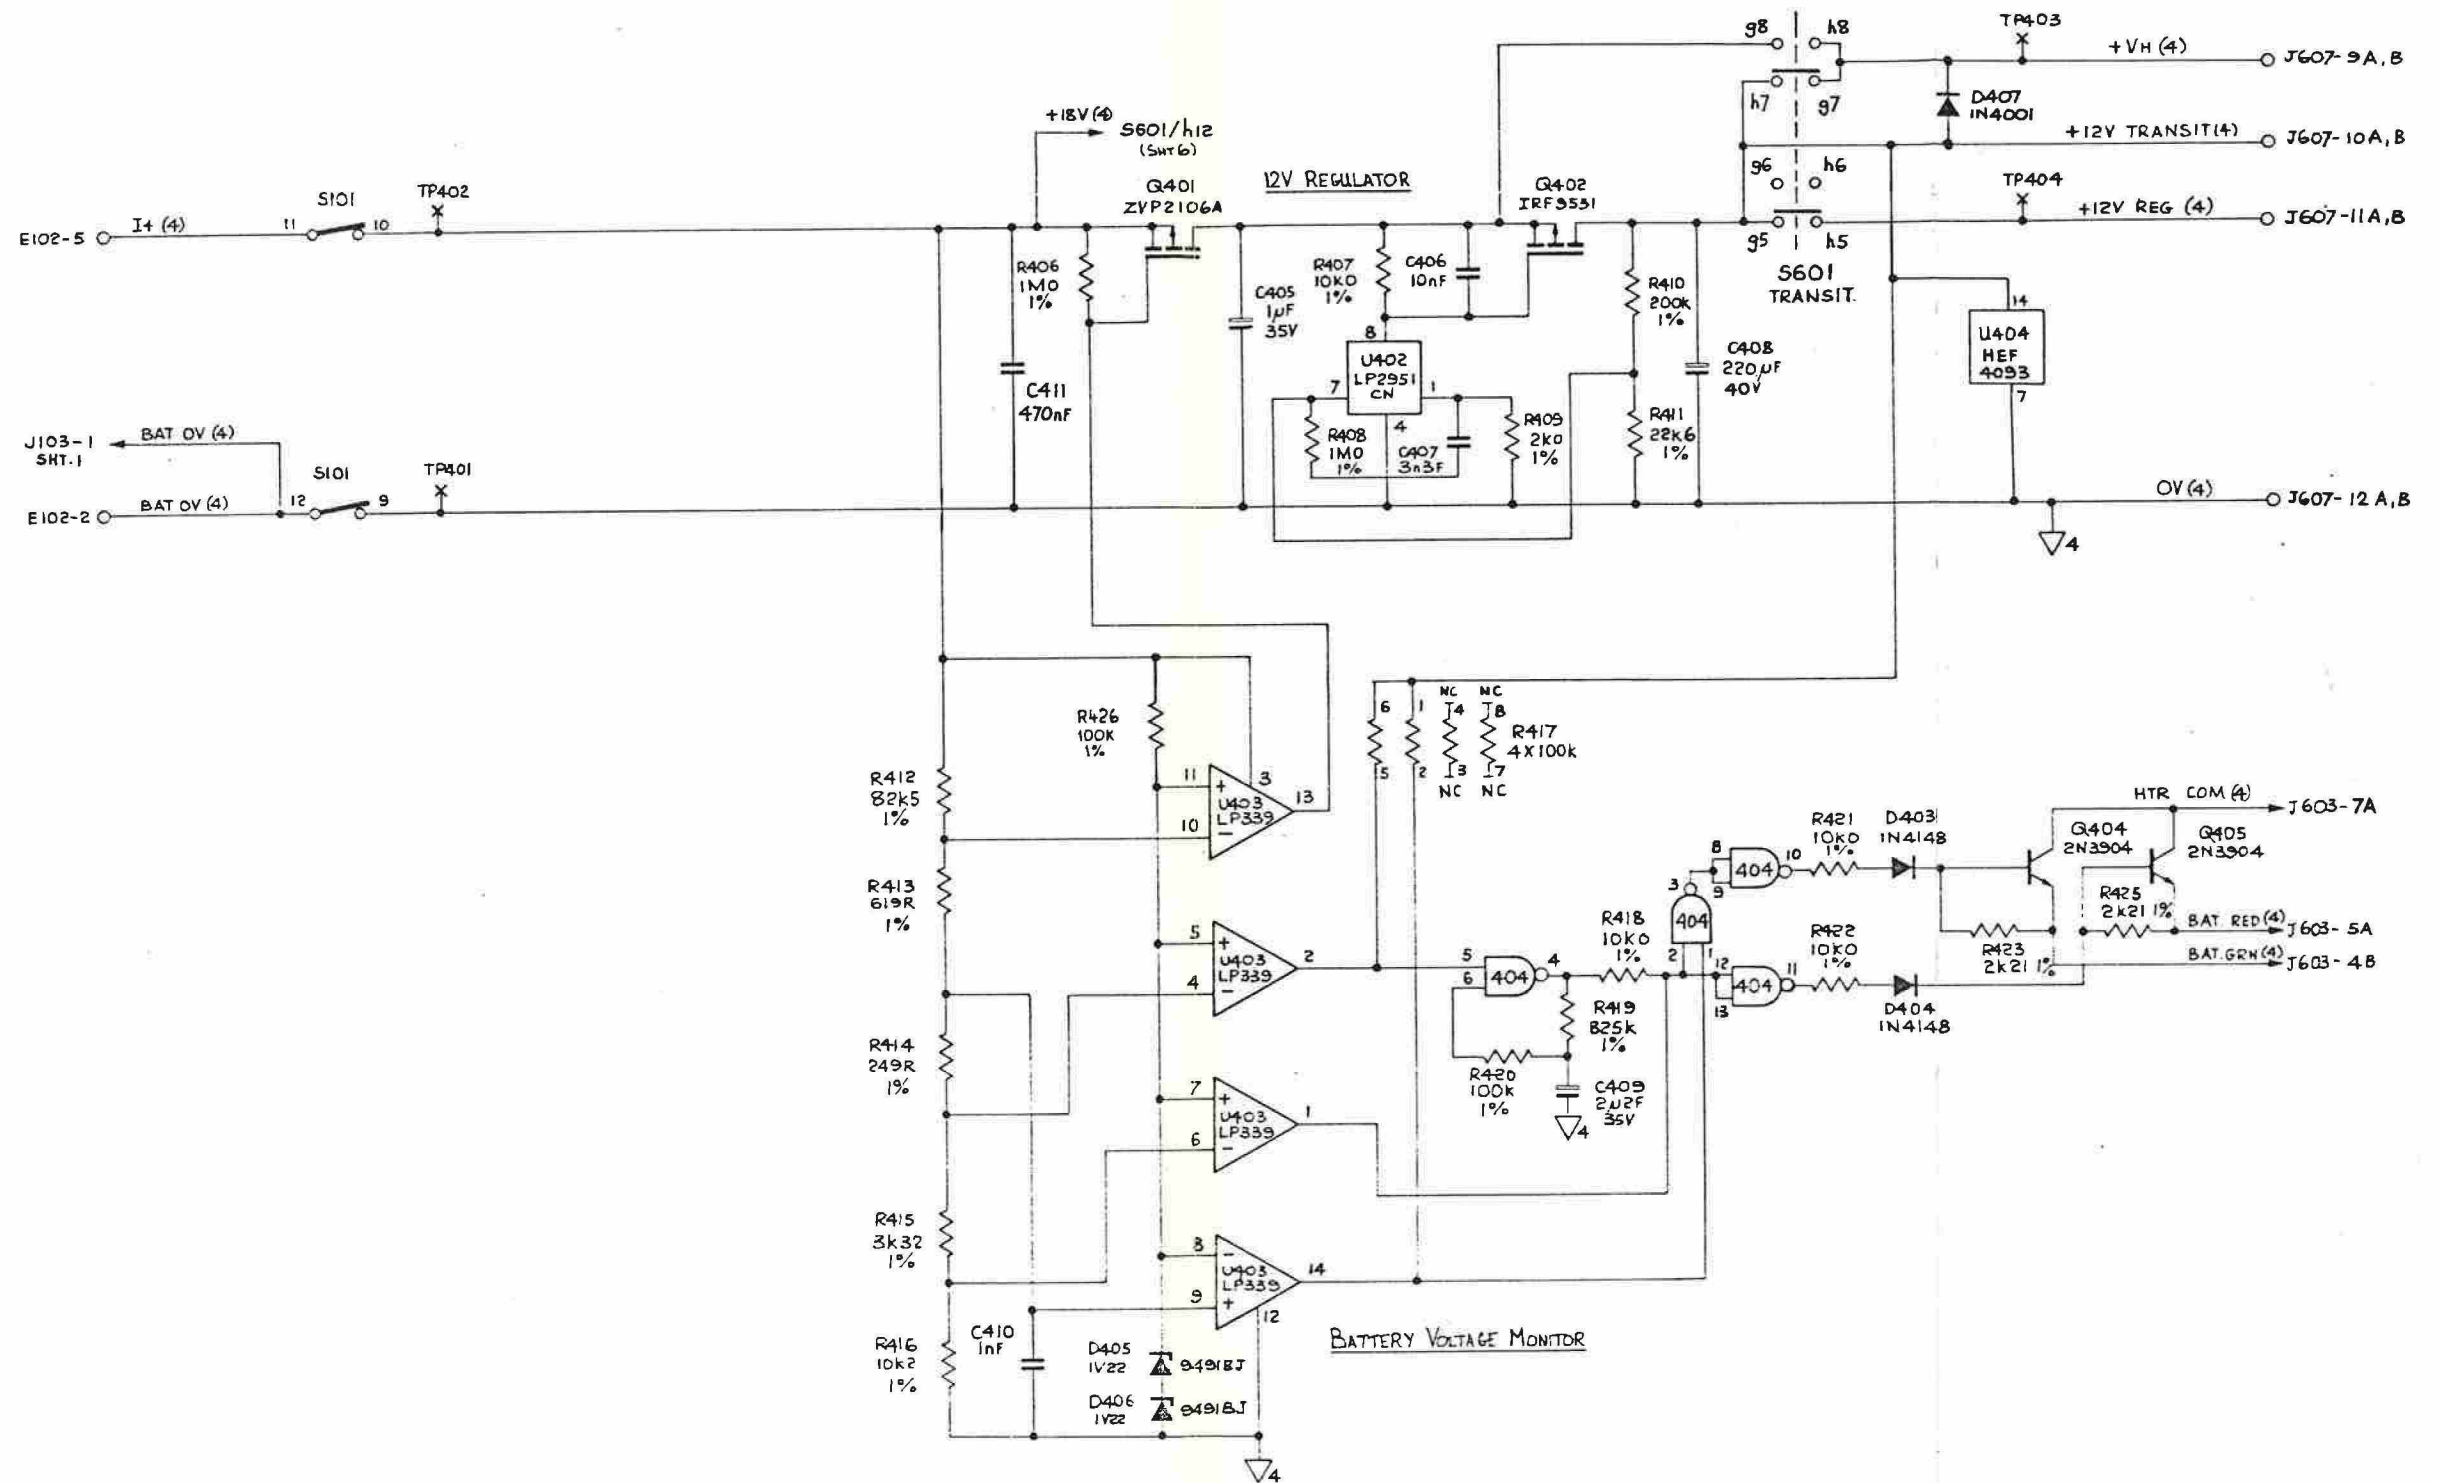 g8
h8
TP403
+VH (4)
J607-9A,B
h7
g7
D407
1N4001
+18V(4)
S601/h12
(SHT6)
+12V TRANSIT(4)
J607-10A,B
12V REGULATOR
g6
h6
Q401
ZVP2106A
Q402
IRF9531
TP404
+12V REG (4)
J607-11A,B
S101
TP402
E102-5
I+ (4)
11
10
g5
h5
S601
TRANSIT.
R406
1M0
1%
C405
1µF
35V
R407
10K0
1%
C406
10nF
R410
200K
1%
14
U404
HEF
4093
7
8
U402
LP2951
CN
7
1
4
C408
220µF
40V
C411
470nF
R408
1M0
1%
C407
3n3F
R409
2K0
1%
R411
22k6
1%
J103-1
SHT.1
BAT 0V (4)
S101
TP401
E102-2
BAT 0V (4)
12
9
0V (4)
J607-12A,B
4
R426
100K
1%
6
1
NC
NC
4
8
R417
4X100k
5
2
3
7
NC
NC
R412
82k5
1%
11
+
3
U403
LP339
13
10
−
HTR COM (4)
J603-7A
R421
10K0
1%
D403
1N4148
Q404
2N3904
Q405
2N3904
8
9
404
10
3
404
2
1
R413
619R
1%
5
+
U403
LP339
2
4
−
R425
2k21 1%
BAT. RED(4)
J603-5A
BAT.GRN(4)
J603-4B
R423
2k21 1%
5
6
404
4
R418
10K0
1%
12
13
404
11
R422
10K0
1%
D404
1N4148
R419
825k
1%
R414
249R
1%
R420
100k
1%
C409
2µ2F
35V
4
7
+
U403
LP339
1
6
−
R415
3k32
1%
8
−
U403
LP339
14
9
+
12
R416
10k2
1%
C410
1nF
D405
1V22
9491BJ
D406
1V22
9491BJ
BATTERY VOLTAGE MONITOR
4